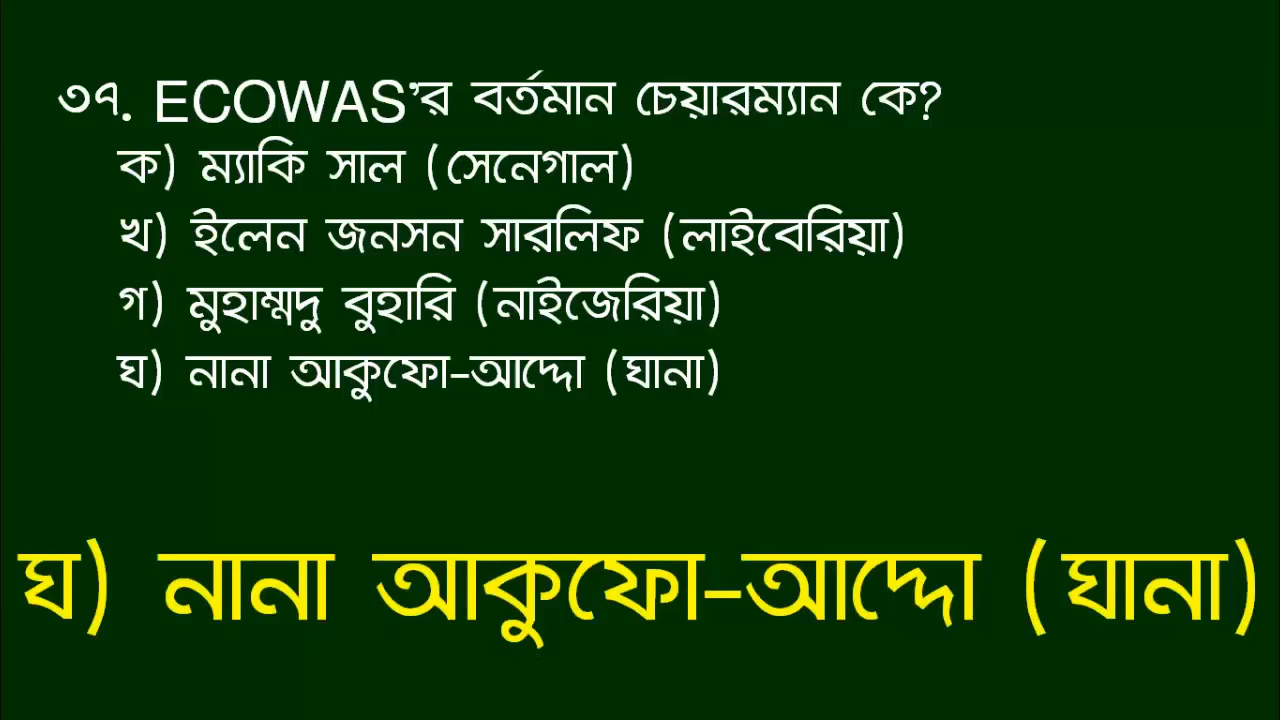 ৩৭. ECOWAS’র বর্তমান চেয়ারম্যান কে?
ক) ম্যাকি সাল (সেনেগাল)
খ) ইলেন জনসন সারলিফ (লাইবেরিয়া)
গ) মুহাম্মদু বুহারি (নাইজেরিয়া)
ঘ) নানা আকুফো-আদ্দো (ঘানা)
ঘ) নানা আকুফো-আদ্দো (ঘানা)